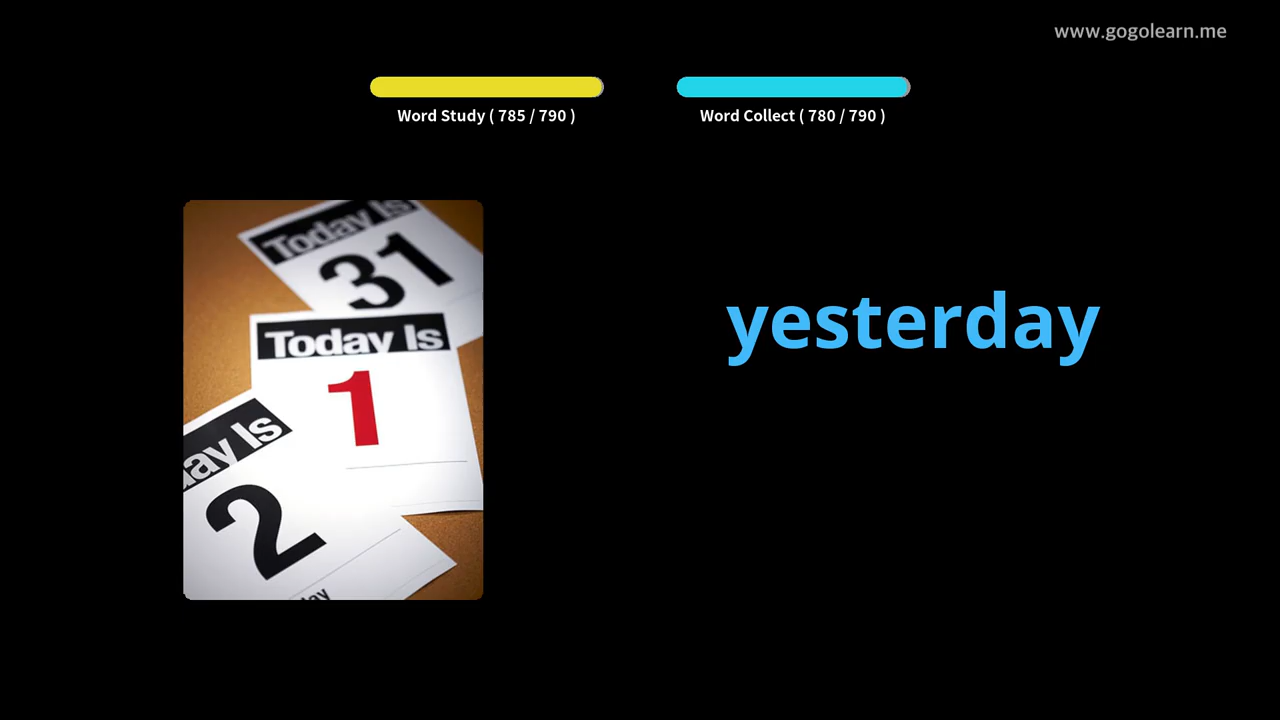 www.gogolearn.me
Word Study ( 785 / 790 )
Word Collect ( 780 / 790 )
Today Is
31
Today Is
1
ay Is
2
yesterday